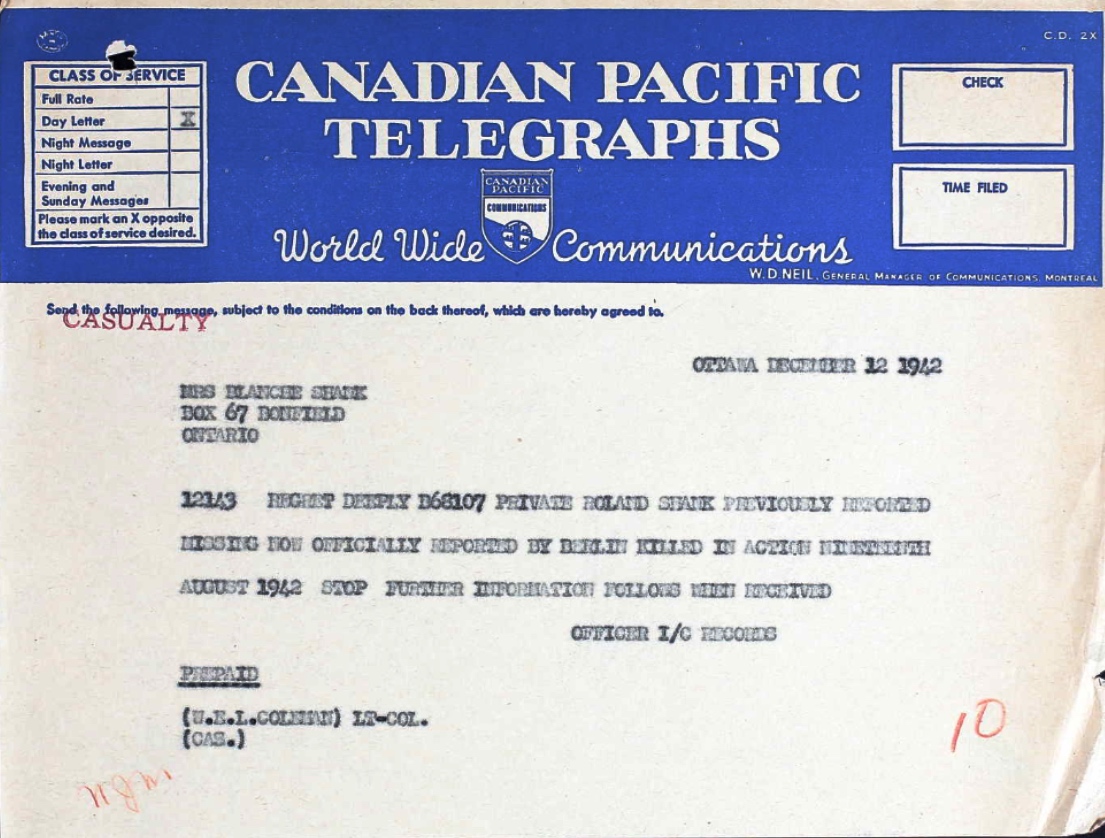 C.D. 2X
CLASS OF SERVICE
Full Rate
Day Letter X
Night Message
Night Letter
Evening and
Sunday Messages
Please mark an X opposite
the class of service desired.
CANADIAN PACIFIC
TELEGRAPHS
CANADIAN
PACIFIC
COMMUNICATIONS
World Wide Communications
CHECK
TIME FILED
W.D. NEIL, GENERAL MANAGER OF COMMUNICATIONS, MONTREAL
Send the following message, subject to the conditions on the back thereof, which are hereby agreed to.
CASUALTY
OTTAWA DECEMBER 12 1942
MRS BLANCHE SHANK
BOX 67 BONFIELD
ONTARIO
12143 REGRET DEEPLY D68107 PRIVATE ROLAND SHANK PREVIOUSLY REPORTED
MISSING NOW OFFICIALLY REPORTED BY BERLIN KILLED IN ACTION NINETEENTH
AUGUST 1942 STOP FURTHER INFORMATION FOLLOWS WHEN RECEIVED
OFFICER I/C RECORDS
PREPAID
(W.E.L.COLEMAN) LT-COL.
(CAS.)
10